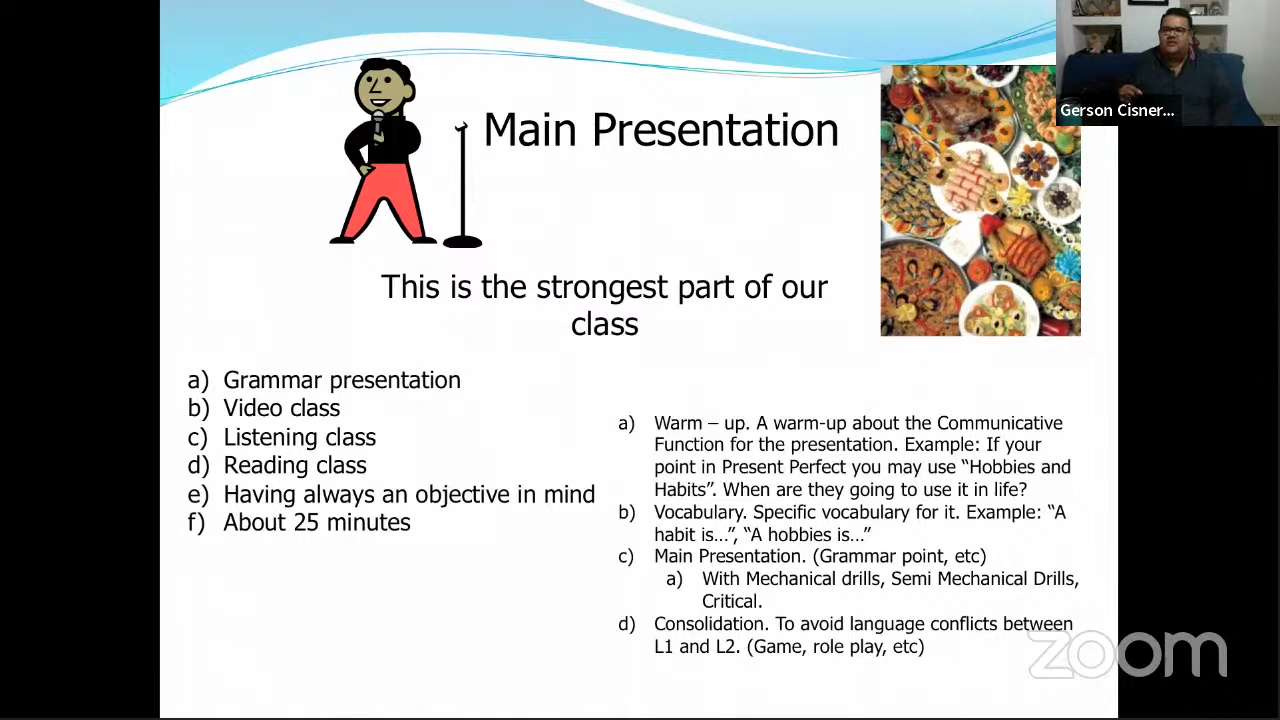 Gerson Cisner...
Main Presentation
This is the strongest part of our
class
a) Grammar presentation
b) Video class
c) Listening class
d) Reading class
e) Having always an objective in mind
f) About 25 minutes
a) Warm – up. A warm-up about the Communicative
Function for the presentation. Example: If your
point in Present Perfect you may use “Hobbies and
Habits”. When are they going to use it in life?
b) Vocabulary. Specific vocabulary for it. Example: “A
habit is…”, “A hobbies is…”
c) Main Presentation. (Grammar point, etc)
a) With Mechanical drills, Semi Mechanical Drills,
Critical.
d) Consolidation. To avoid language conflicts between
L1 and L2. (Game, role play, etc)
zoom